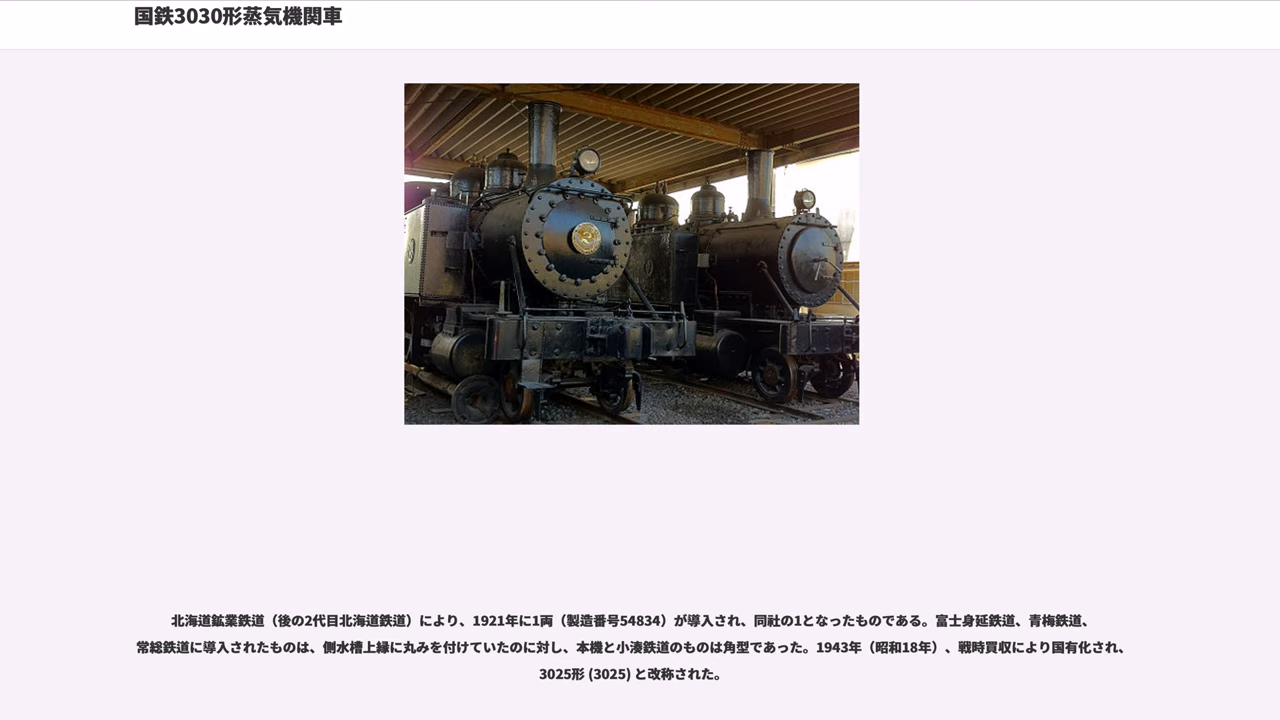 国鉄3030形蒸気機関車
北海道鉱業鉄道（後の2代目北海道鉄道）により、1921年に1両（製造番号54834）が導入され、同社の1となったものである。富士身延鉄道、青梅鉄道、
常総鉄道に導入されたものは、側水槽上縁に丸みを付けていたのに対し、本機と小湊鉄道のものは角型であった。1943年（昭和18年）、戦時買収により国有化され、
3025形 (3025) と改称された。